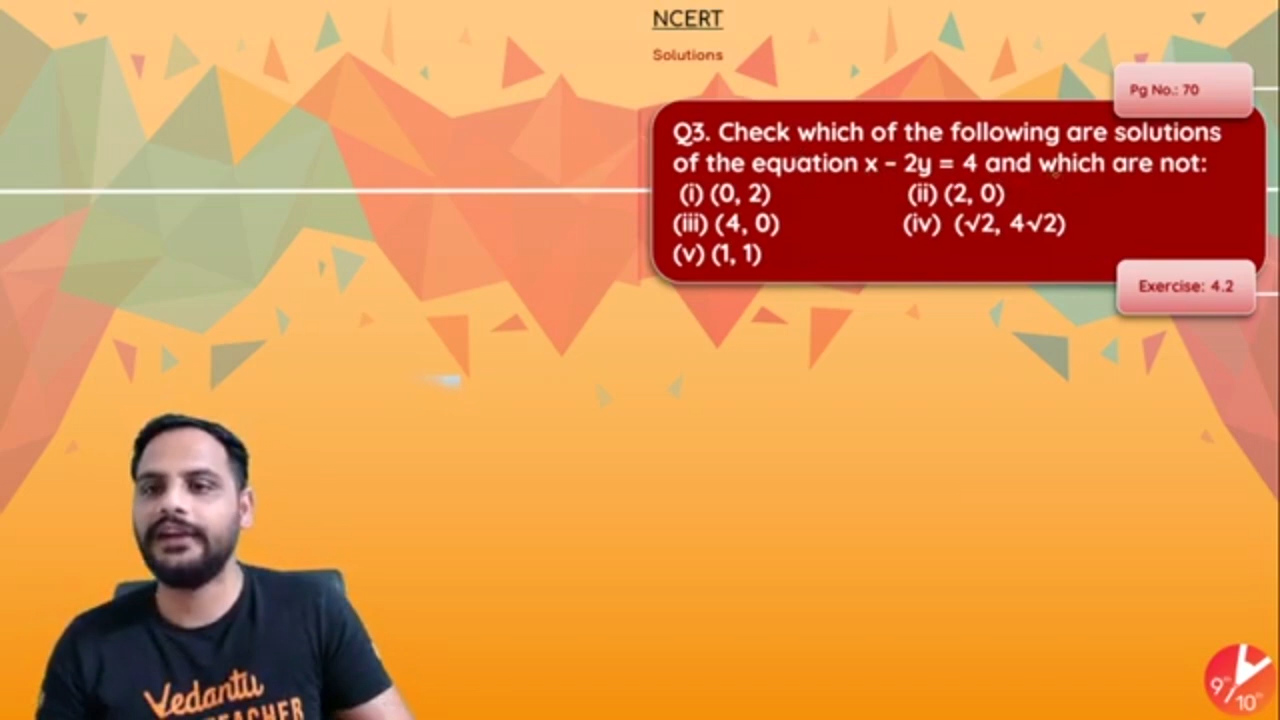 NCERT
Solutions
Pg No.: 70
Q3. Check which of the following are solutions
of the equation x – 2y = 4 and which are not:
(i) (0, 2) (ii) (2, 0)
(iii) (4, 0) (iv) (√2, 4√2)
(v) (1, 1)
Exercise: 4.2
Vedantu
TEACHER
9th/10th